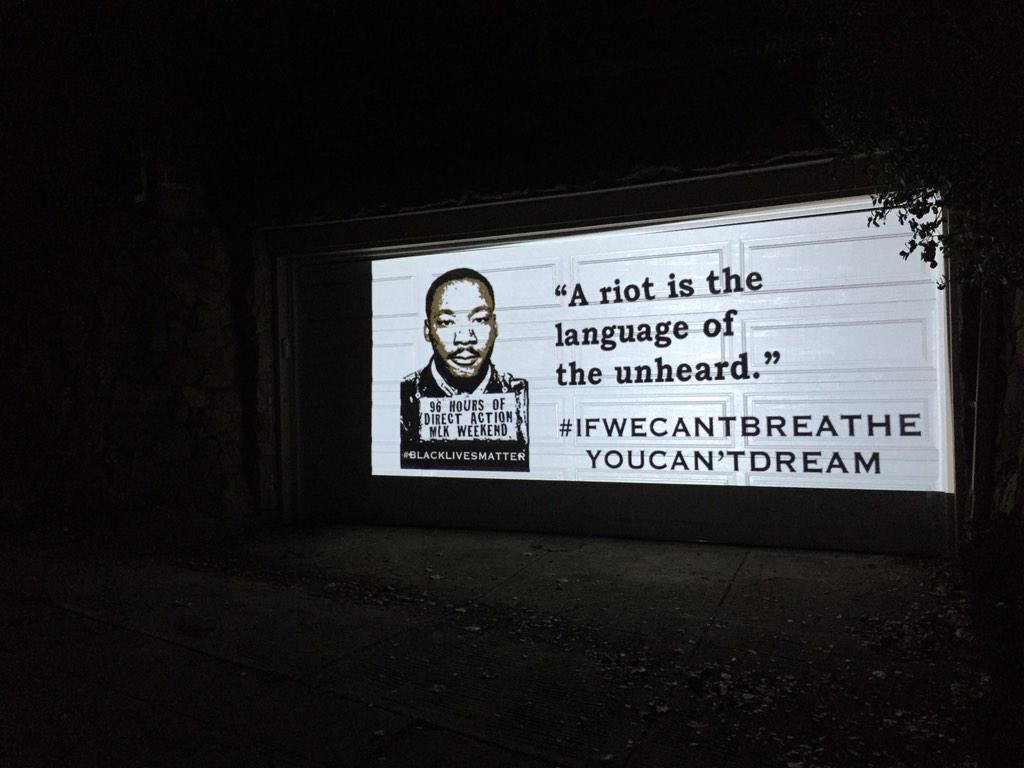 96 HOURS OF
DIRECT ACTION
MLK WEEKEND
#BLACKLIVESMATTER
“A riot is the
language of
the unheard.”
#IFWECANTBREATHE
YOUCAN'TDREAM